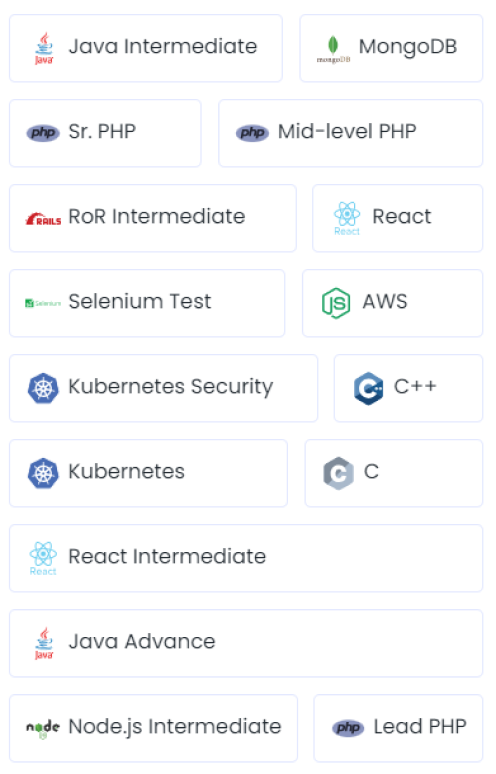 Java Java Intermediate
mongoDB MongoDB
php Sr. PHP
php Mid-level PHP
RAILS RoR Intermediate
React React
Selenium Selenium Test
JS AWS
Kubernetes Security
C++ C++
Kubernetes
C C
React React Intermediate
Java Java Advance
node JS Node.js Intermediate
php Lead PHP